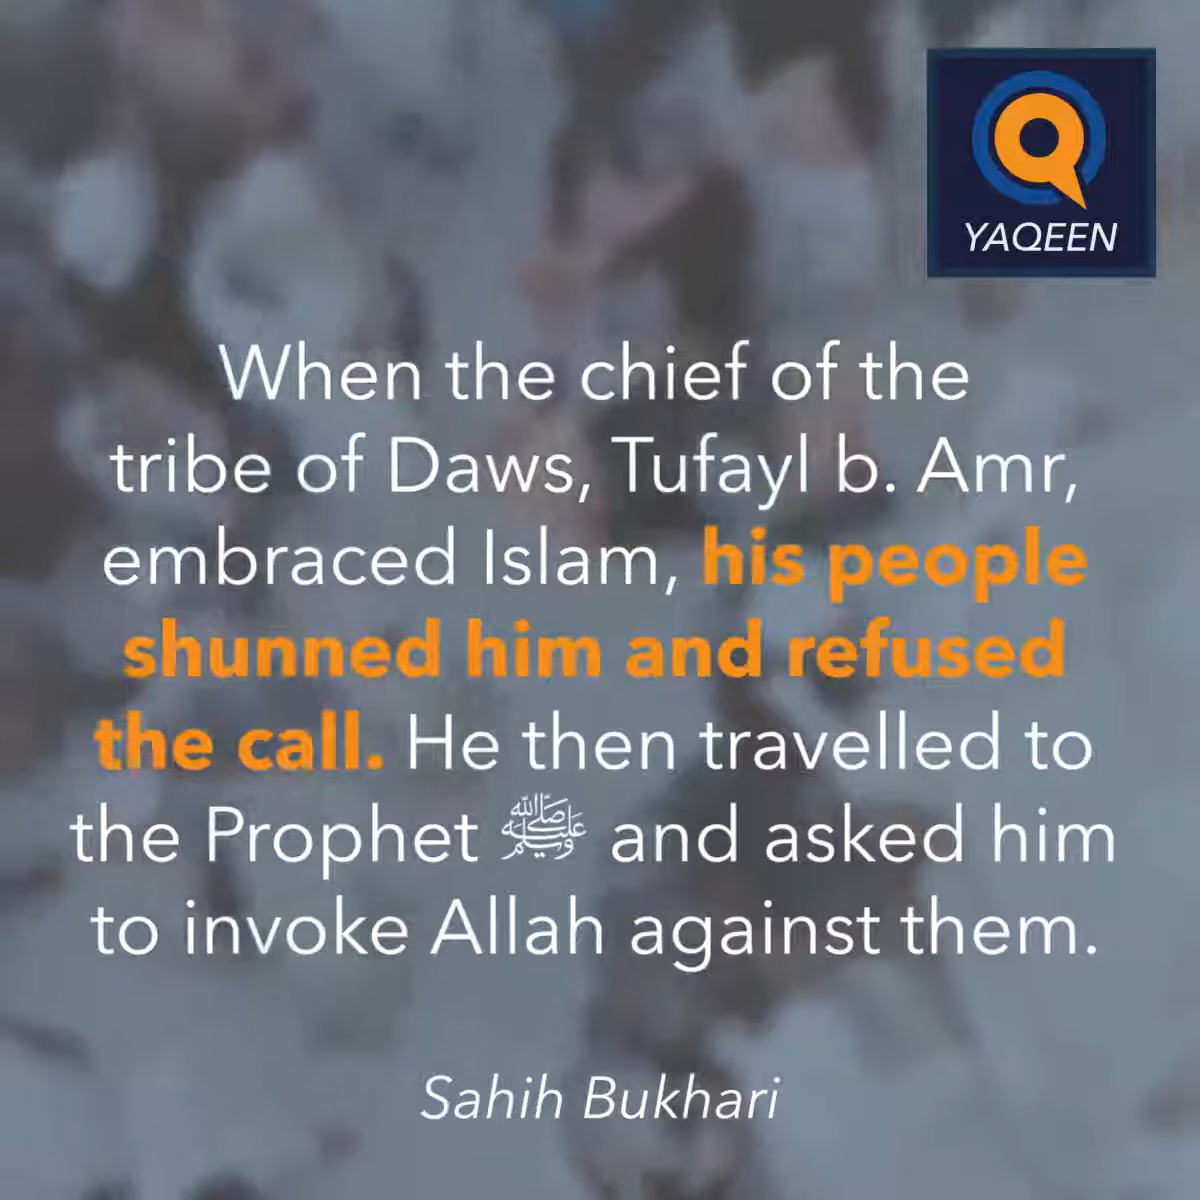 YAQEEN
When the chief of the
tribe of Daws, Tufayl b. Amr,
embraced Islam, his people
shunned him and refused
the call. He then travelled to
the Prophet ﷺ and asked him
to invoke Allah against them.
Sahih Bukhari